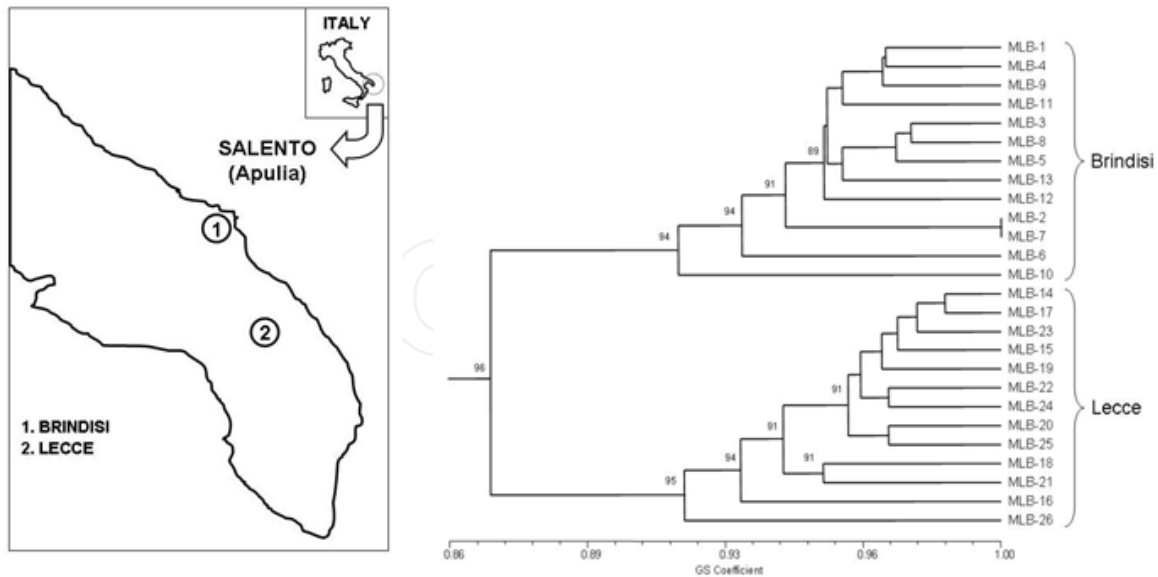 ITALY
SALENTO
(Apulia)
1
2
1. BRINDISI
2. LECCE
MLB-1
MLB-4
MLB-9
MLB-11
MLB-3
MLB-8
MLB-5
MLB-13
MLB-12
MLB-2
MLB-7
MLB-6
MLB-10
MLB-14
MLB-17
MLB-23
MLB-15
MLB-19
MLB-22
MLB-24
MLB-20
MLB-25
MLB-18
MLB-21
MLB-16
MLB-26
89
91
94
94
96
91
91
91
94
95
Brindisi
Lecce
0.86 0.89 0.93 0.96 1.00
GS Coefficient